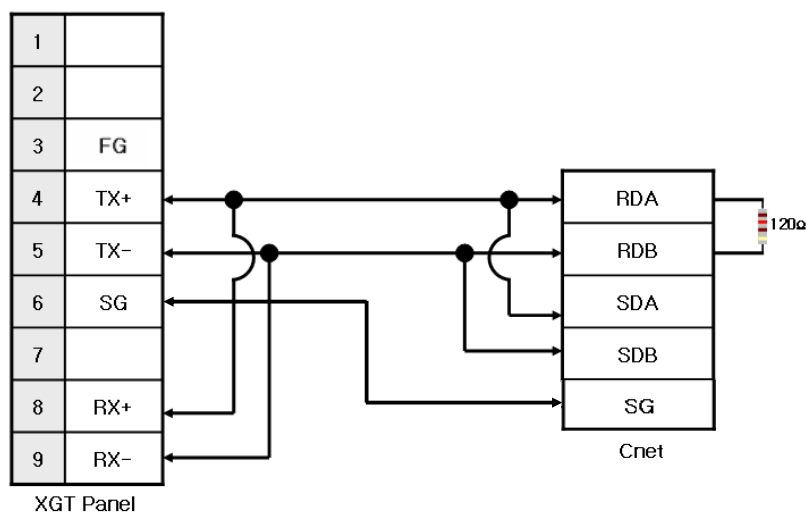 1
2
3 FG
4 TX+
5 TX-
6 SG
7
8 RX+
9 RX-
XGT Panel
RDA
RDB
SDA
SDB
SG
Cnet
120Ω